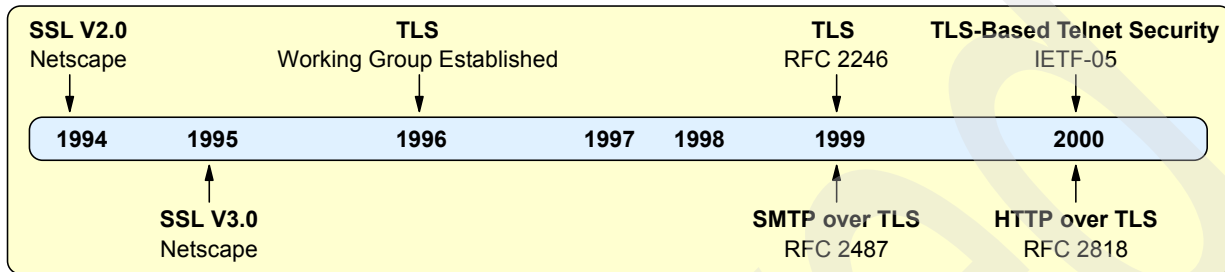 SSL V2.0
Netscape
TLS
Working Group Established
TLS
RFC 2246
TLS-Based Telnet Security
IETF-05
1994 1995 1996 1997 1998 1999 2000
SSL V3.0
Netscape
SMTP over TLS
RFC 2487
HTTP over TLS
RFC 2818